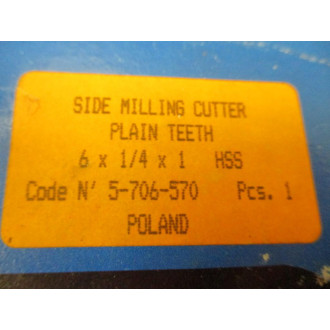 SIDE MILLING CUTTER
PLAIN TEETH
6 x 1/4 x 1 HSS
Code N' 5-706-570 Pcs. 1
POLAND